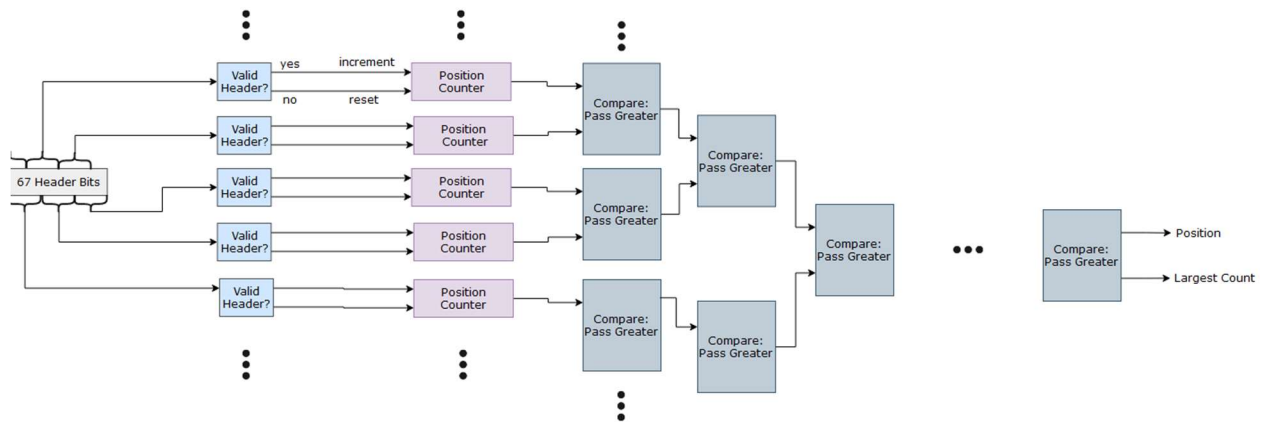 Valid
Header?
yes
increment
no
reset
Position
Counter
Compare:
Pass Greater
Valid
Header?
Position
Counter
Compare:
Pass Greater
67 Header Bits
Valid
Header?
Position
Counter
Compare:
Pass Greater
Valid
Header?
Position
Counter
Compare:
Pass Greater
Compare:
Pass Greater
Position
Largest Count
Valid
Header?
Position
Counter
Compare:
Pass Greater
Compare:
Pass Greater